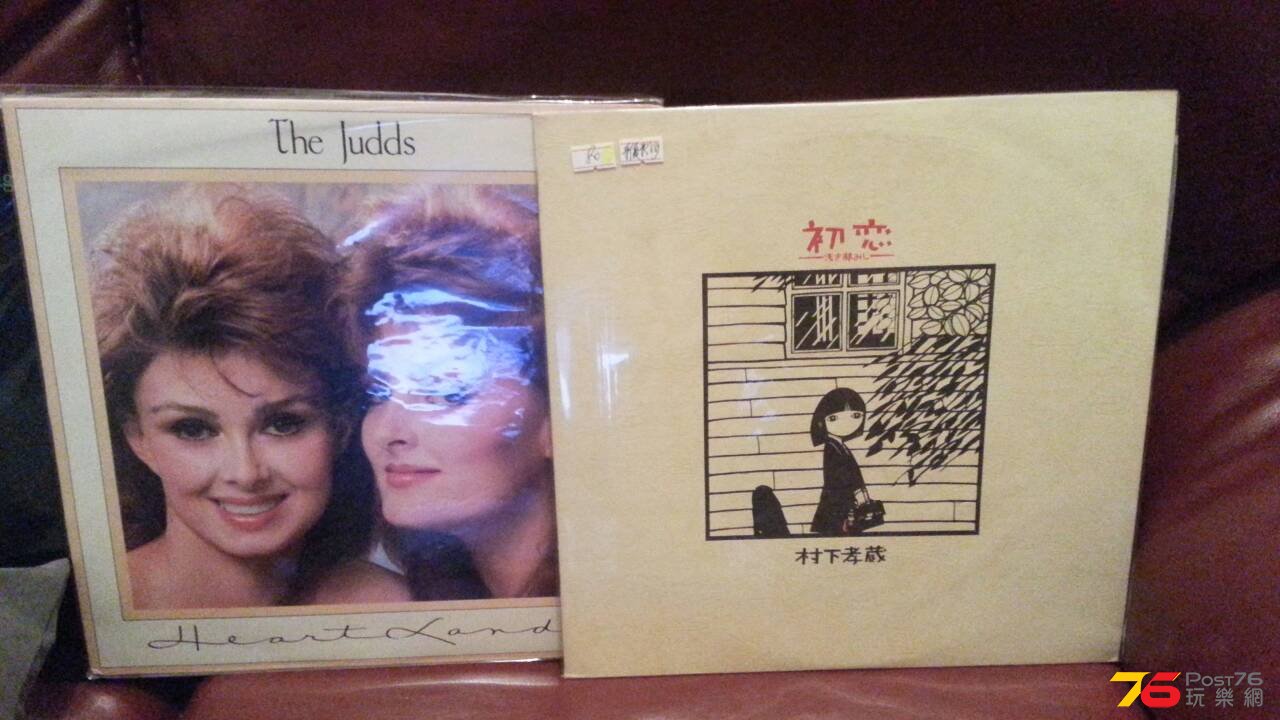 The Judds
Heart Land
80
初恋
浅き夢みし
村下孝蔵
76 Post76
玩樂網